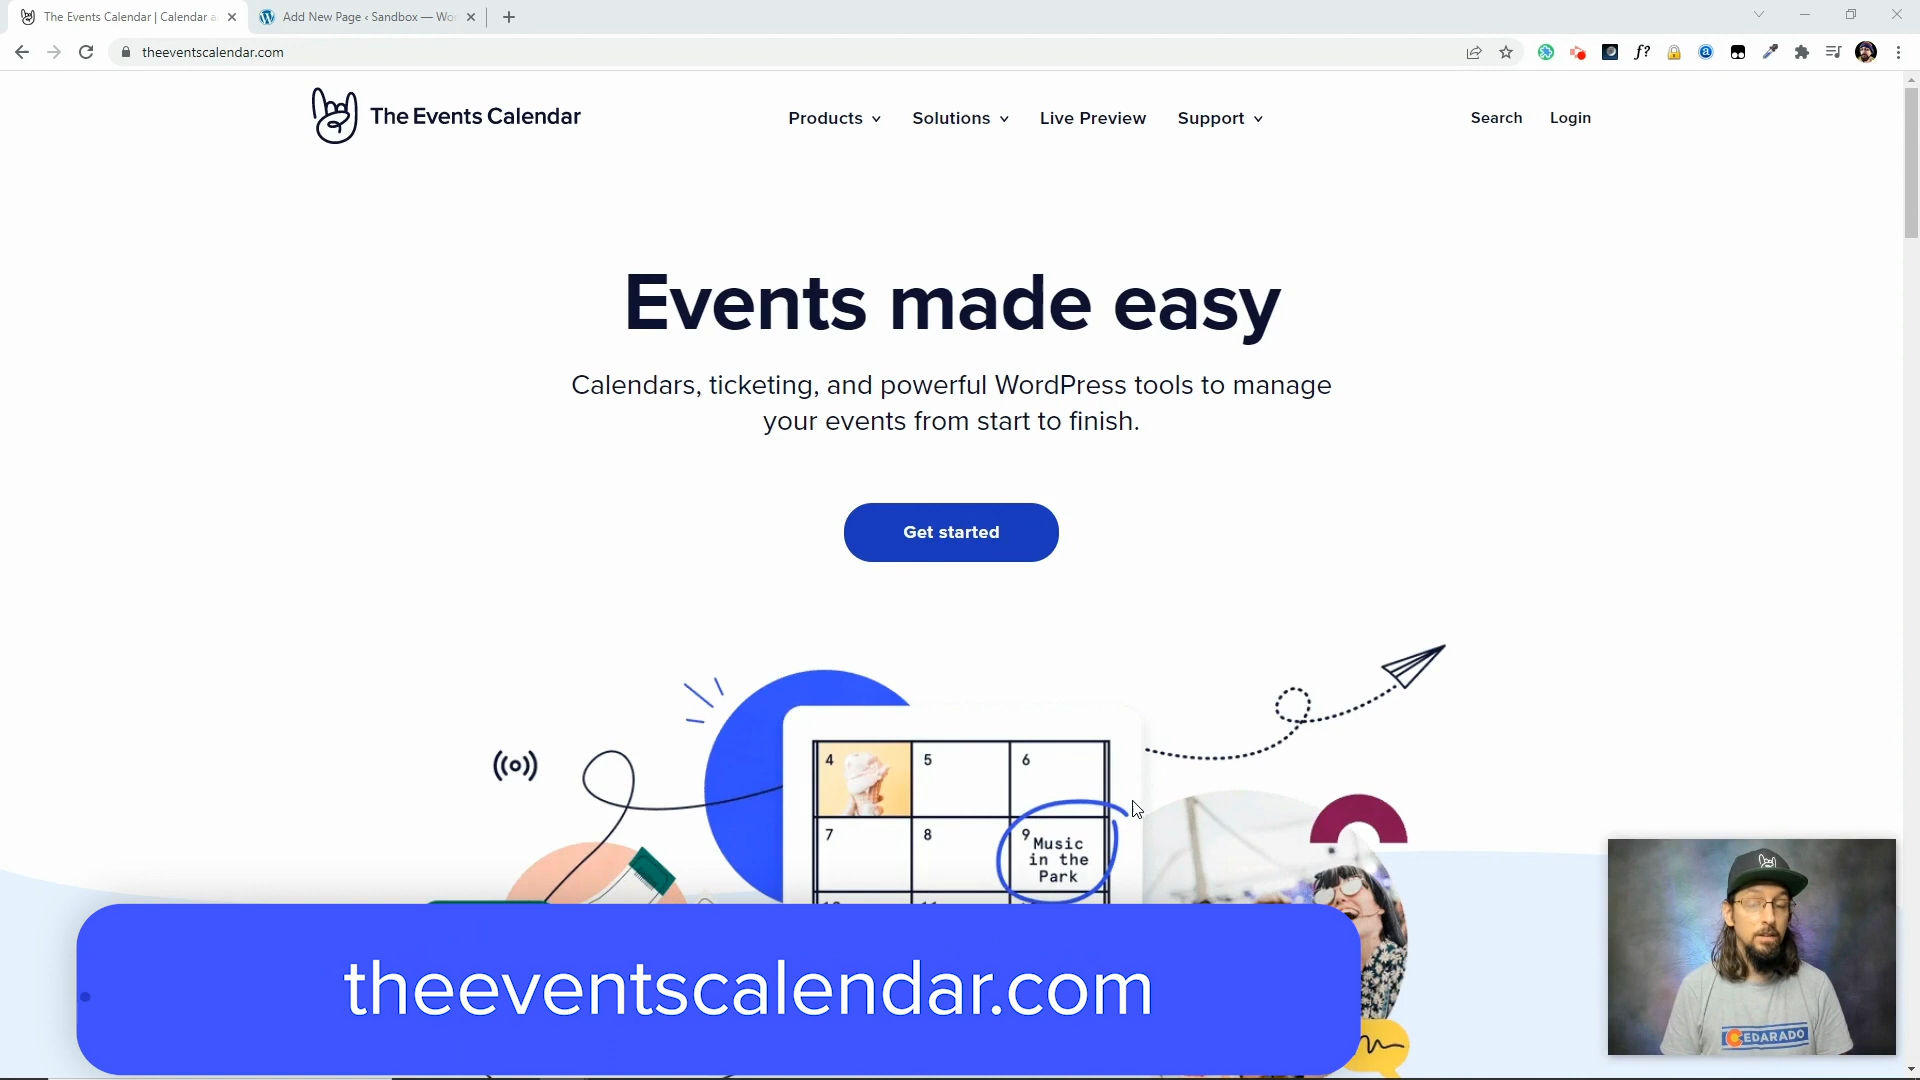 The Events Calendar | Calendar a
Add New Page ‹ Sandbox — Wo
theeventscalendar.com
f?
a
The Events Calendar
Products
Solutions
Live Preview
Support
Search
Login
Events made easy
Calendars, ticketing, and powerful WordPress tools to manage
your events from start to finish.
Get started
4
5
6
7
8
9
Music
in the
Park
theeventscalendar.com
CEDARADO